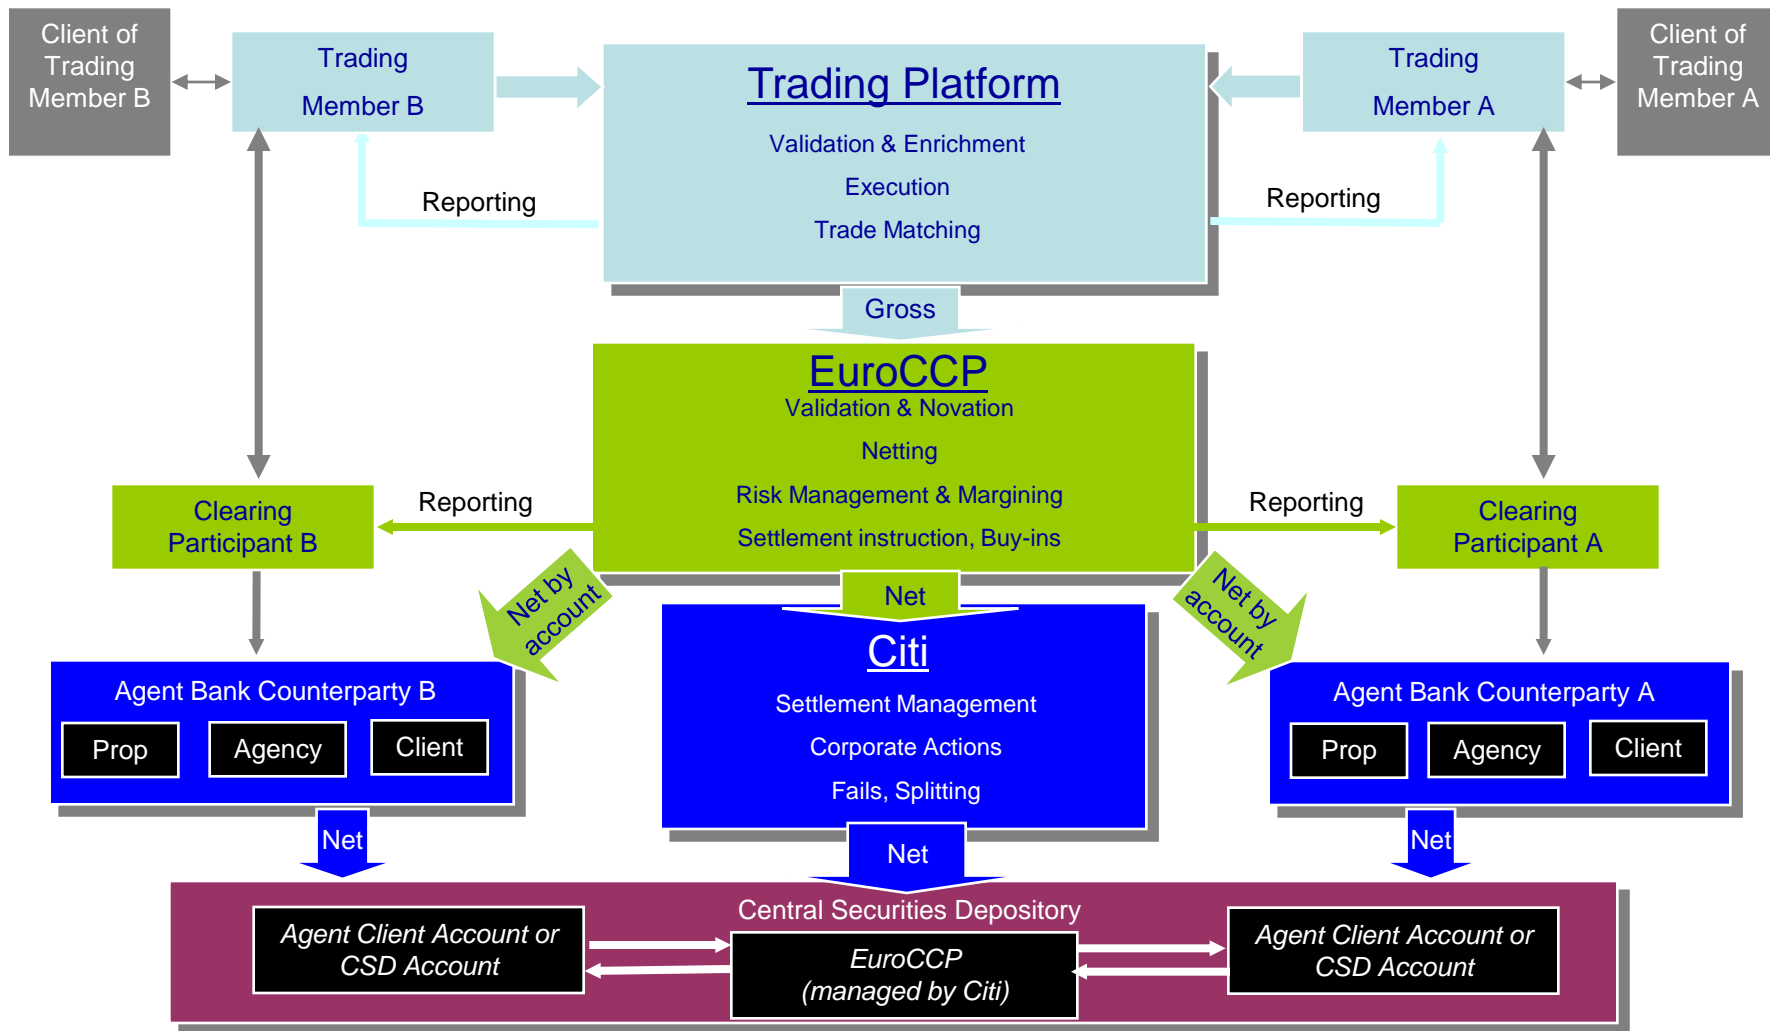 Client of
Trading
Member B
Trading
Member B
Trading Platform
Validation & Enrichment
Execution
Trade Matching
Trading
Member A
Client of
Trading
Member A
Reporting
Reporting
Gross
EuroCCP
Validation & Novation
Netting
Risk Management & Margining
Settlement instruction, Buy-ins
Clearing
Participant B
Reporting
Reporting
Clearing
Participant A
Net by
account
Net
Net by
account
Citi
Settlement Management
Corporate Actions
Fails, Splitting
Agent Bank Counterparty B
Prop
Agency
Client
Agent Bank Counterparty A
Prop
Agency
Client
Net
Net
Net
Central Securities Depository
Agent Client Account or
CSD Account
EuroCCP
(managed by Citi)
Agent Client Account or
CSD Account